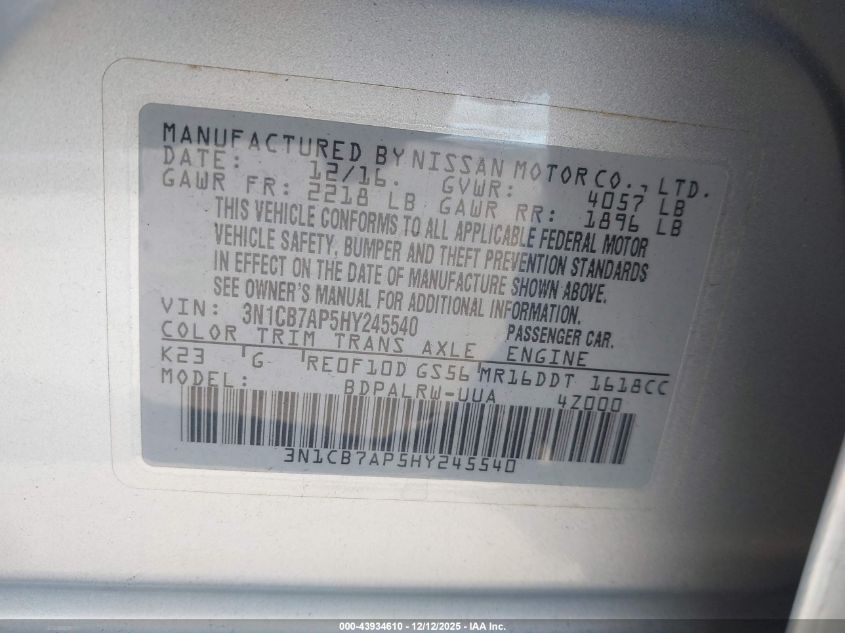 MANUFACTURED BY NISSAN MOTOR CO., LTD.
DATE: 12/16. GVWR: 4057 LB
GAWR FR: 2218 LB GAWR RR: 1896 LB
THIS VEHICLE CONFORMS TO ALL APPLICABLE FEDERAL MOTOR
VEHICLE SAFETY, BUMPER AND THEFT PREVENTION STANDARDS
IN EFFECT ON THE DATE OF MANUFACTURE SHOWN ABOVE.
SEE OWNER'S MANUAL FOR ADDITIONAL INFORMATION.
VIN: 3N1CB7AP5HY245540 PASSENGER CAR.
COLOR TRIM TRANS AXLE ENGINE
K23 G RE0F10D GS56 MR16DDT 1618CC
MODEL: BDPALRW-UUA 4Z000
3N1CB7AP5HY245540
000-43934610 - 12/12/2025 - IAA Inc.